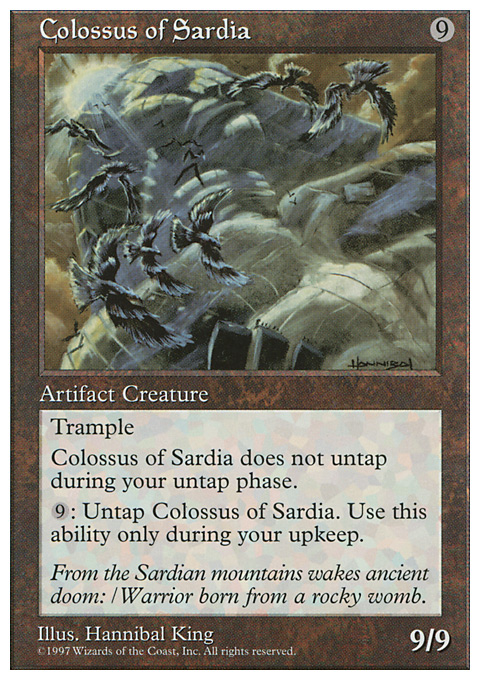 Colossus of Sardia 9
HANNIBAL
Artifact Creature
Trample
Colossus of Sardia does not untap
during your untap phase.
9: Untap Colossus of Sardia. Use this
ability only during your upkeep.
From the Sardian mountains wakes ancient
doom: /Warrior born from a rocky womb.
Illus. Hannibal King
9/9
©1997 Wizards of the Coast, Inc. All rights reserved.